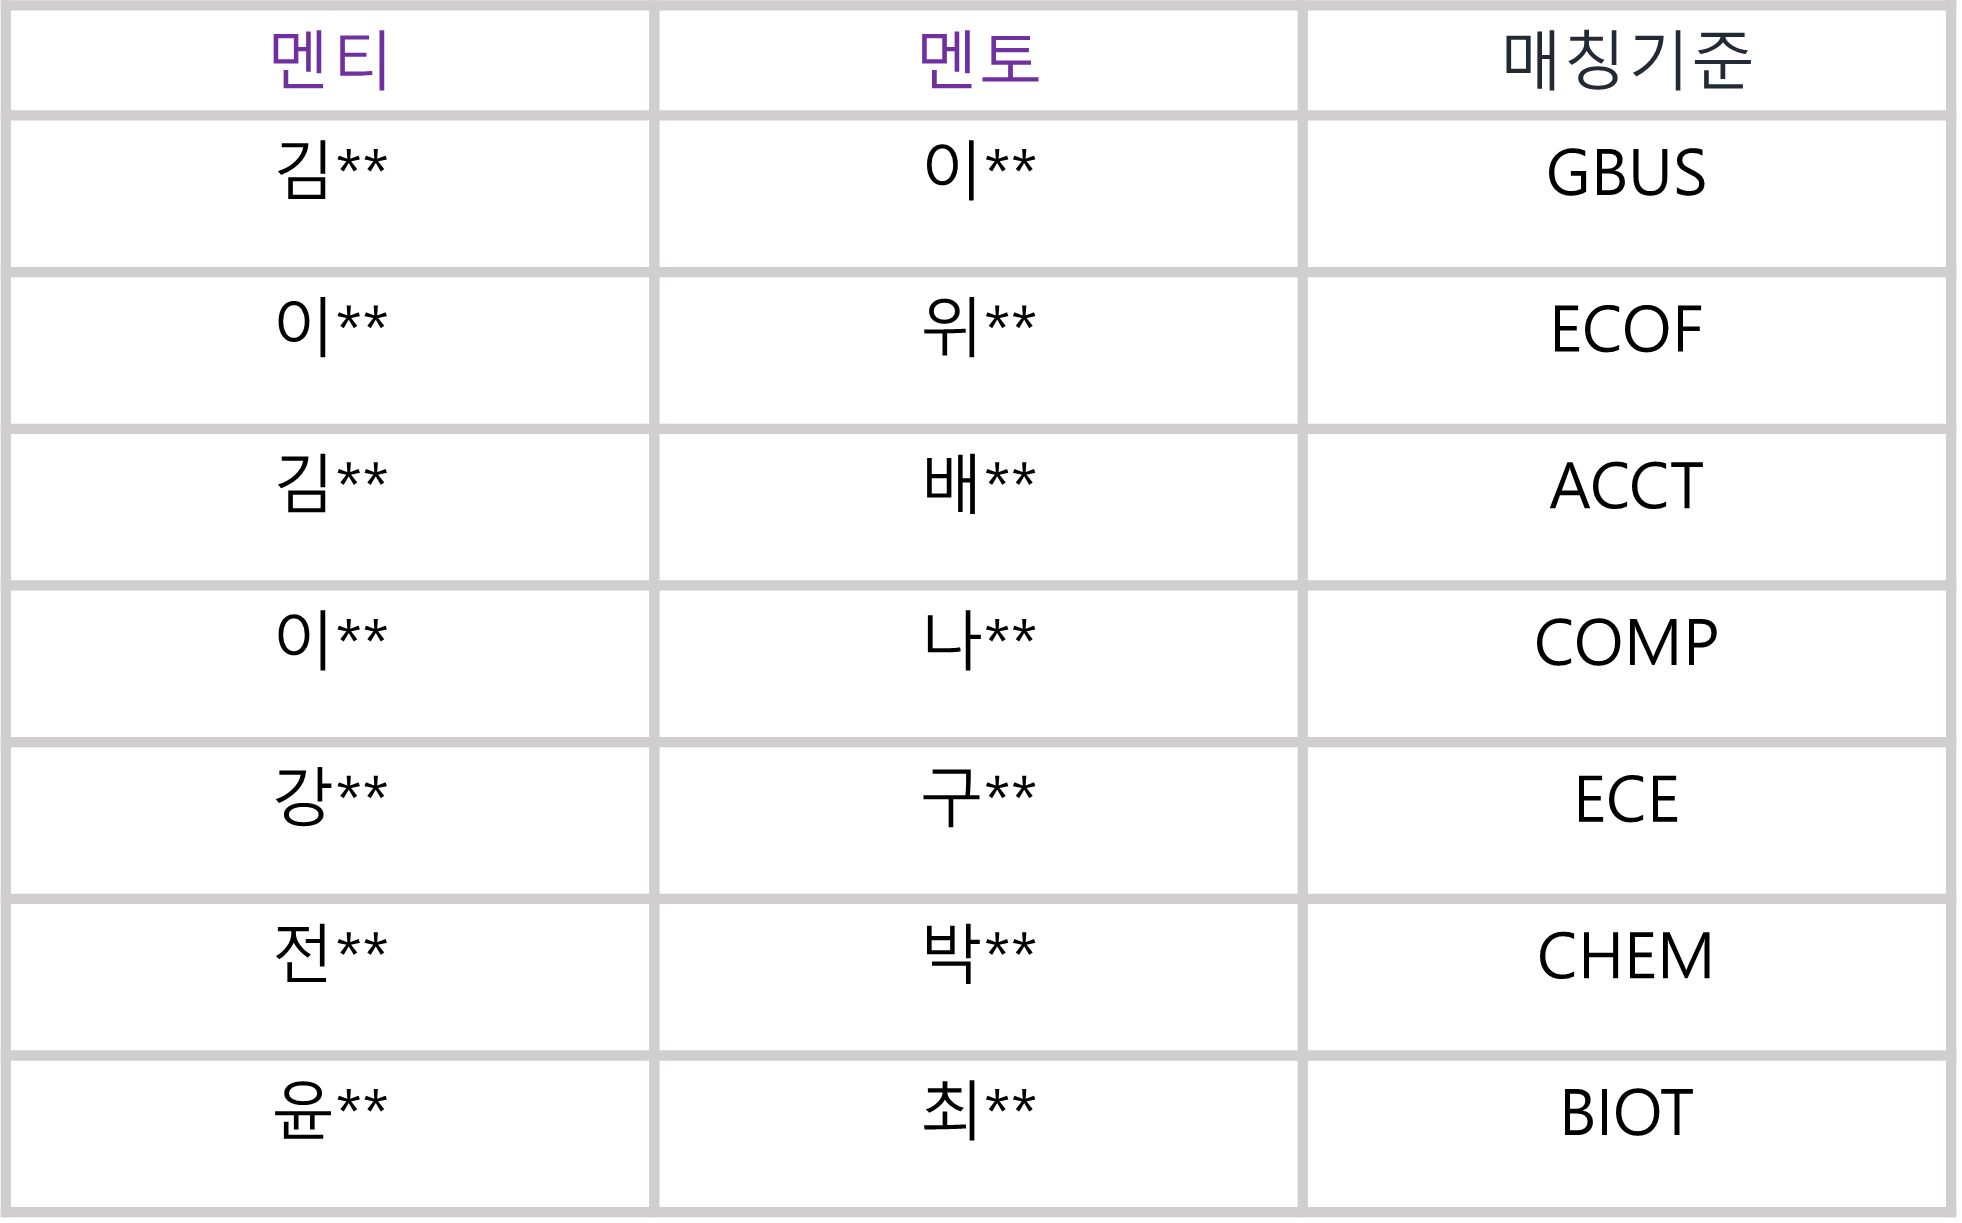 멘티 멘토 매칭기준
김** 이** GBUS
이** 위** ECOF
김** 배** ACCT
이** 나** COMP
강** 구** ECE
전** 박** CHEM
윤** 최** BIOT